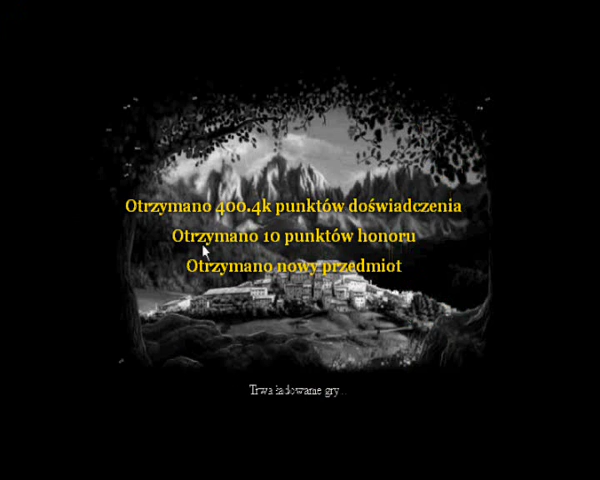 Otrzymano 400.4k punktów doświadczenia
Otrzymano 10 punktów honoru
Otrzymano nowy przedmiot
Trwa ładowanie gry...